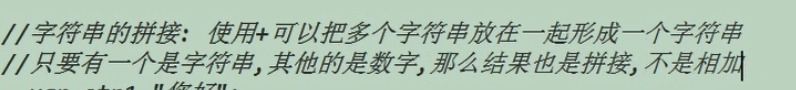 //字符串的拼接: 使用+可以把多个字符串放在一起形成一个字符串
//只要有一个是字符串,其他的是数字,那么结果也是拼接,不是相加